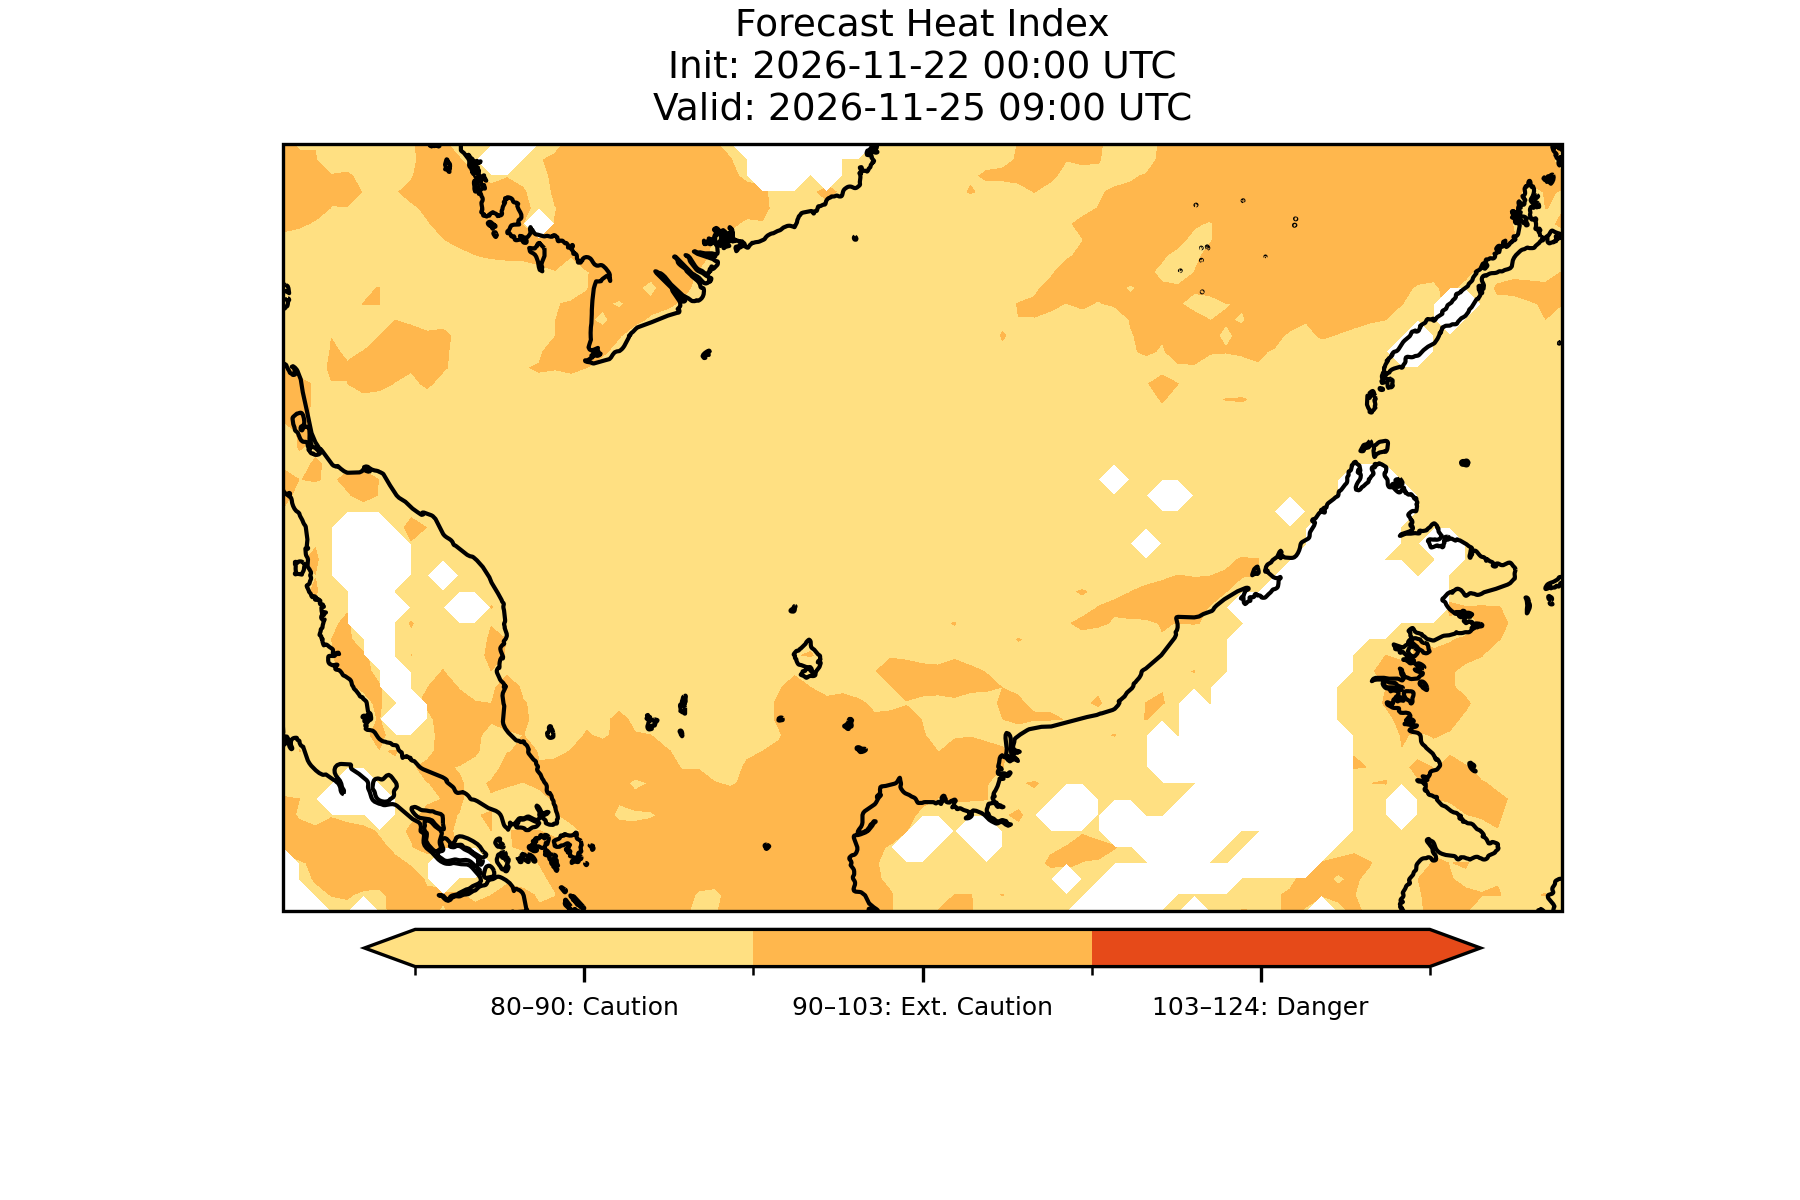 Forecast Heat Index
Init: 2026-11-22 00:00 UTC
Valid: 2026-11-25 09:00 UTC
80–90: Caution
90–103: Ext. Caution
103–124: Danger